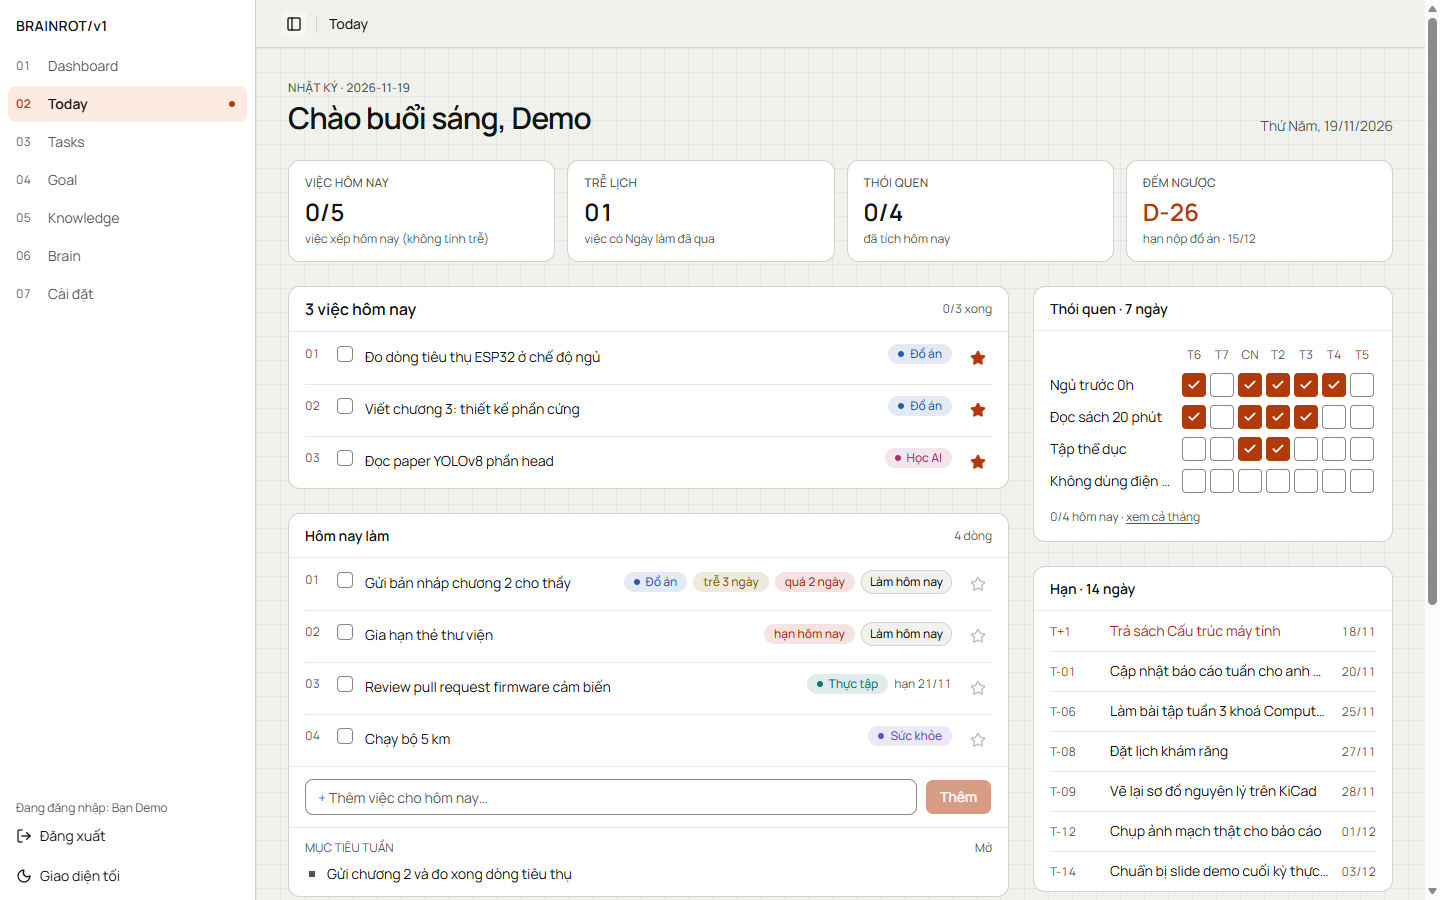 BRAINROT/v1
01 Dashboard
02 Today
03 Tasks
04 Goal
05 Knowledge
06 Brain
07 Cài đặt
Đang đăng nhập: Bạn Demo
Đăng xuất
Giao diện tối
Today
NHẬT KÝ · 2026-11-19
Chào buổi sáng, Demo
Thứ Năm, 19/11/2026
VIỆC HÔM NAY
0/5
việc xếp hôm nay (không tính trễ)
TRỄ LỊCH
01
việc có Ngày làm đã qua
THÓI QUEN
0/4
đã tích hôm nay
ĐẾM NGƯỢC
D-26
hạn nộp đồ án · 15/12
3 việc hôm nay
0/3 xong
01 Đo dòng tiêu thụ ESP32 ở chế độ ngủ Đồ án
02 Viết chương 3: thiết kế phần cứng Đồ án
03 Đọc paper YOLOv8 phần head Học AI
Hôm nay làm
4 dòng
01 Gửi bản nháp chương 2 cho thầy Đồ án trễ 3 ngày quá 2 ngày Làm hôm nay
02 Gia hạn thẻ thư viện hạn hôm nay Làm hôm nay
03 Review pull request firmware cảm biến Thực tập hạn 21/11
04 Chạy bộ 5 km Sức khỏe
+ Thêm việc cho hôm nay... Thêm
MỤC TIÊU TUẦN Mở
Gửi chương 2 và đo xong dòng tiêu thụ
Thói quen · 7 ngày
T6 T7 CN T2 T3 T4 T5
Ngủ trước 0h
Đọc sách 20 phút
Tập thể dục
Không dùng điện ...
0/4 hôm nay · xem cả tháng
Hạn · 14 ngày
T+1 Trả sách Cấu trúc máy tính 18/11
T-01 Cập nhật báo cáo tuần cho anh ... 20/11
T-06 Làm bài tập tuần 3 khoá Comput... 25/11
T-08 Đặt lịch khám răng 27/11
T-09 Vẽ lại sơ đồ nguyên lý trên KiCad 28/11
T-12 Chụp ảnh mạch thật cho báo cáo 01/12
T-14 Chuẩn bị slide demo cuối kỳ thực... 03/12